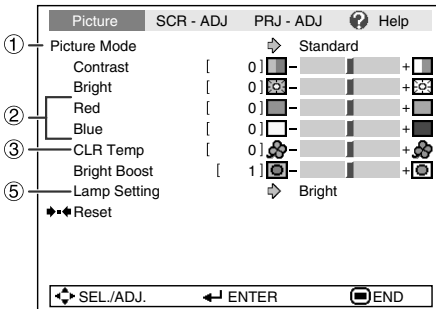 Picture SCR - ADJ PRJ - ADJ ? Help
① Picture Mode Standard
Contrast [ 0 ] - +
Bright [ 0 ] - +
② Red [ 0 ] - +
Blue [ 0 ] - +
③ CLR Temp [ 0 ] - +
Bright Boost [ 1 ] - +
⑤ Lamp Setting Bright
Reset
SEL./ADJ. ENTER END